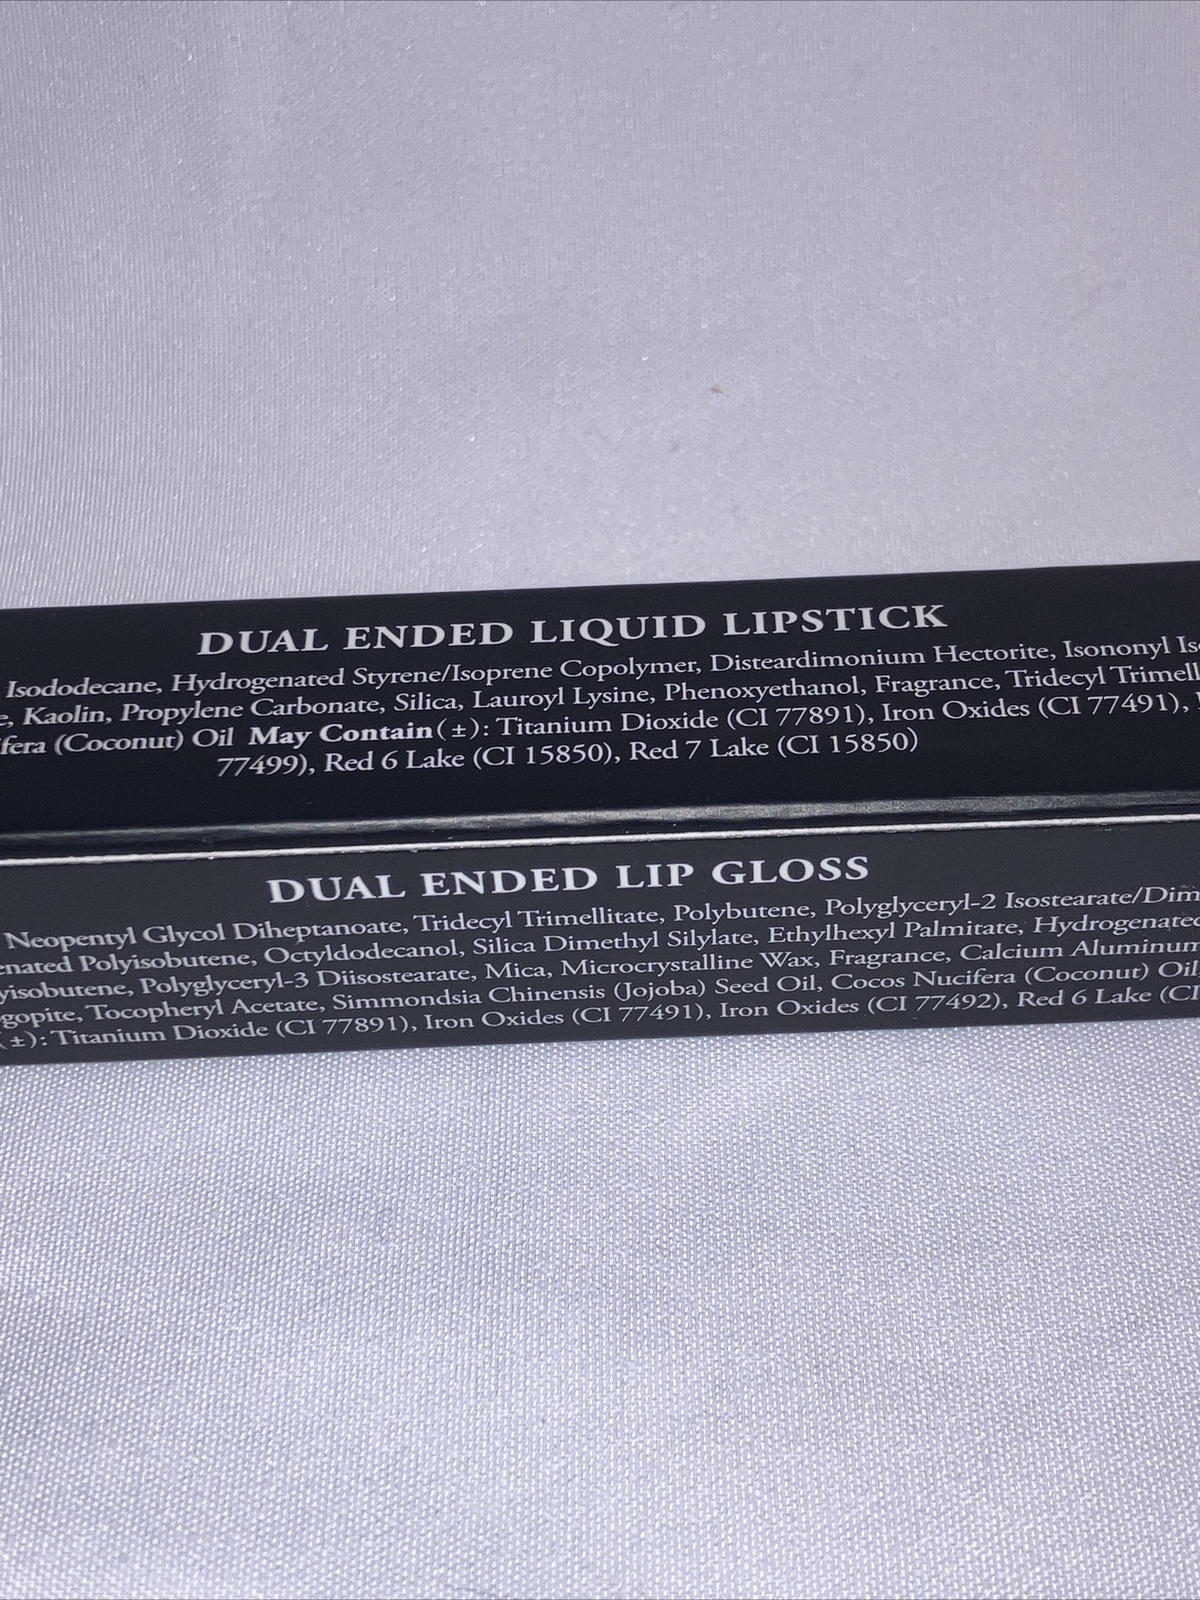 DUAL ENDED LIQUID LIPSTICK
Isododecane, Hydrogenated Styrene/Isoprene Copolymer, Disteardimonium Hectorite, Isononyl
Kaolin, Propylene Carbonate, Silica, Lauroyl Lysine, Phenoxyethanol, Fragrance, Tridecyl
(Coconut) Oil May Contain(±): Titanium Dioxide (CI 77891), Iron Oxides (CI 77491),
77499), Red 6 Lake (CI 15850), Red 7 Lake (CI 15850)
DUAL ENDED LIP GLOSS
Neopentyl Glycol Diheptanoate, Tridecyl Trimellitate, Polybutene, Polyglyceryl-2 Isostearate/
Polyisobutene, Octyldodecanol, Silica Dimethyl Silylate, Ethylhexyl Palmitate, Hydrogenated
Polyglyceryl-3 Diisostearate, Mica, Microcrystalline Wax, Fragrance, Calcium Aluminum
Tocopheryl Acetate, Simmondsia Chinensis (Jojoba) Seed Oil, Cocos Nucifera (Coconut) Oil
(±): Titanium Dioxide (CI 77891), Iron Oxides (CI 77491), Iron Oxides (CI 77492), Red 6 Lake (CI